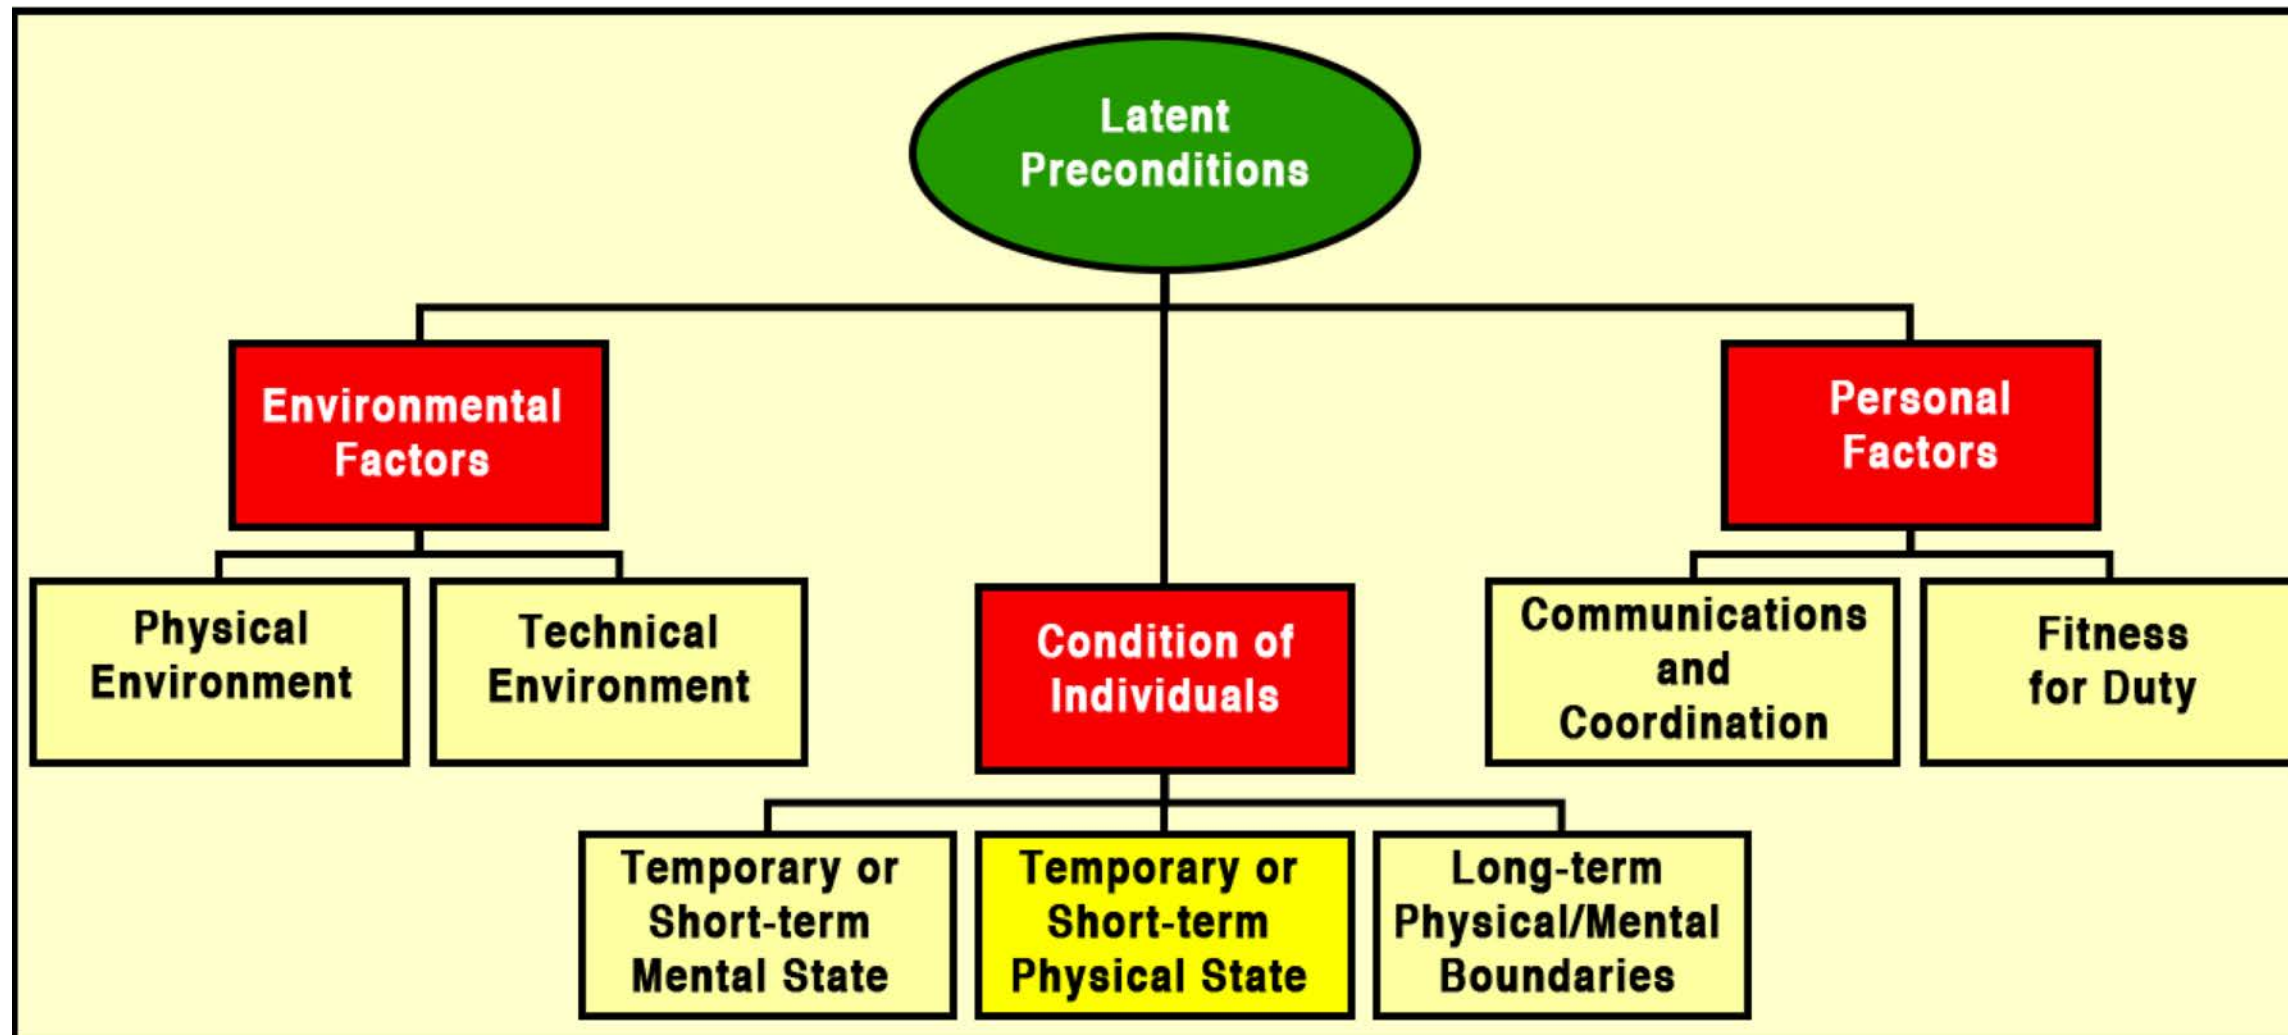 Latent
Preconditions
Environmental
Factors
Personal
Factors
Physical
Environment
Technical
Environment
Condition of
Individuals
Communications
and
Coordination
Fitness
for Duty
Temporary or
Short-term
Mental State
Temporary or
Short-term
Physical State
Long-term
Physical/Mental
Boundaries